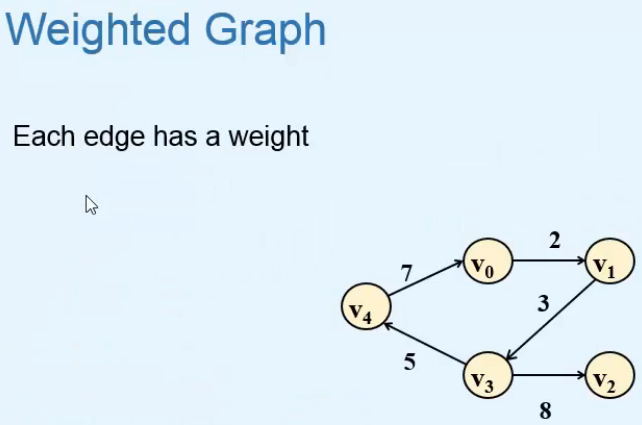 Weighted Graph
Each edge has a weight
2
7
v0
v1
3
v4
5
v3
v2
8